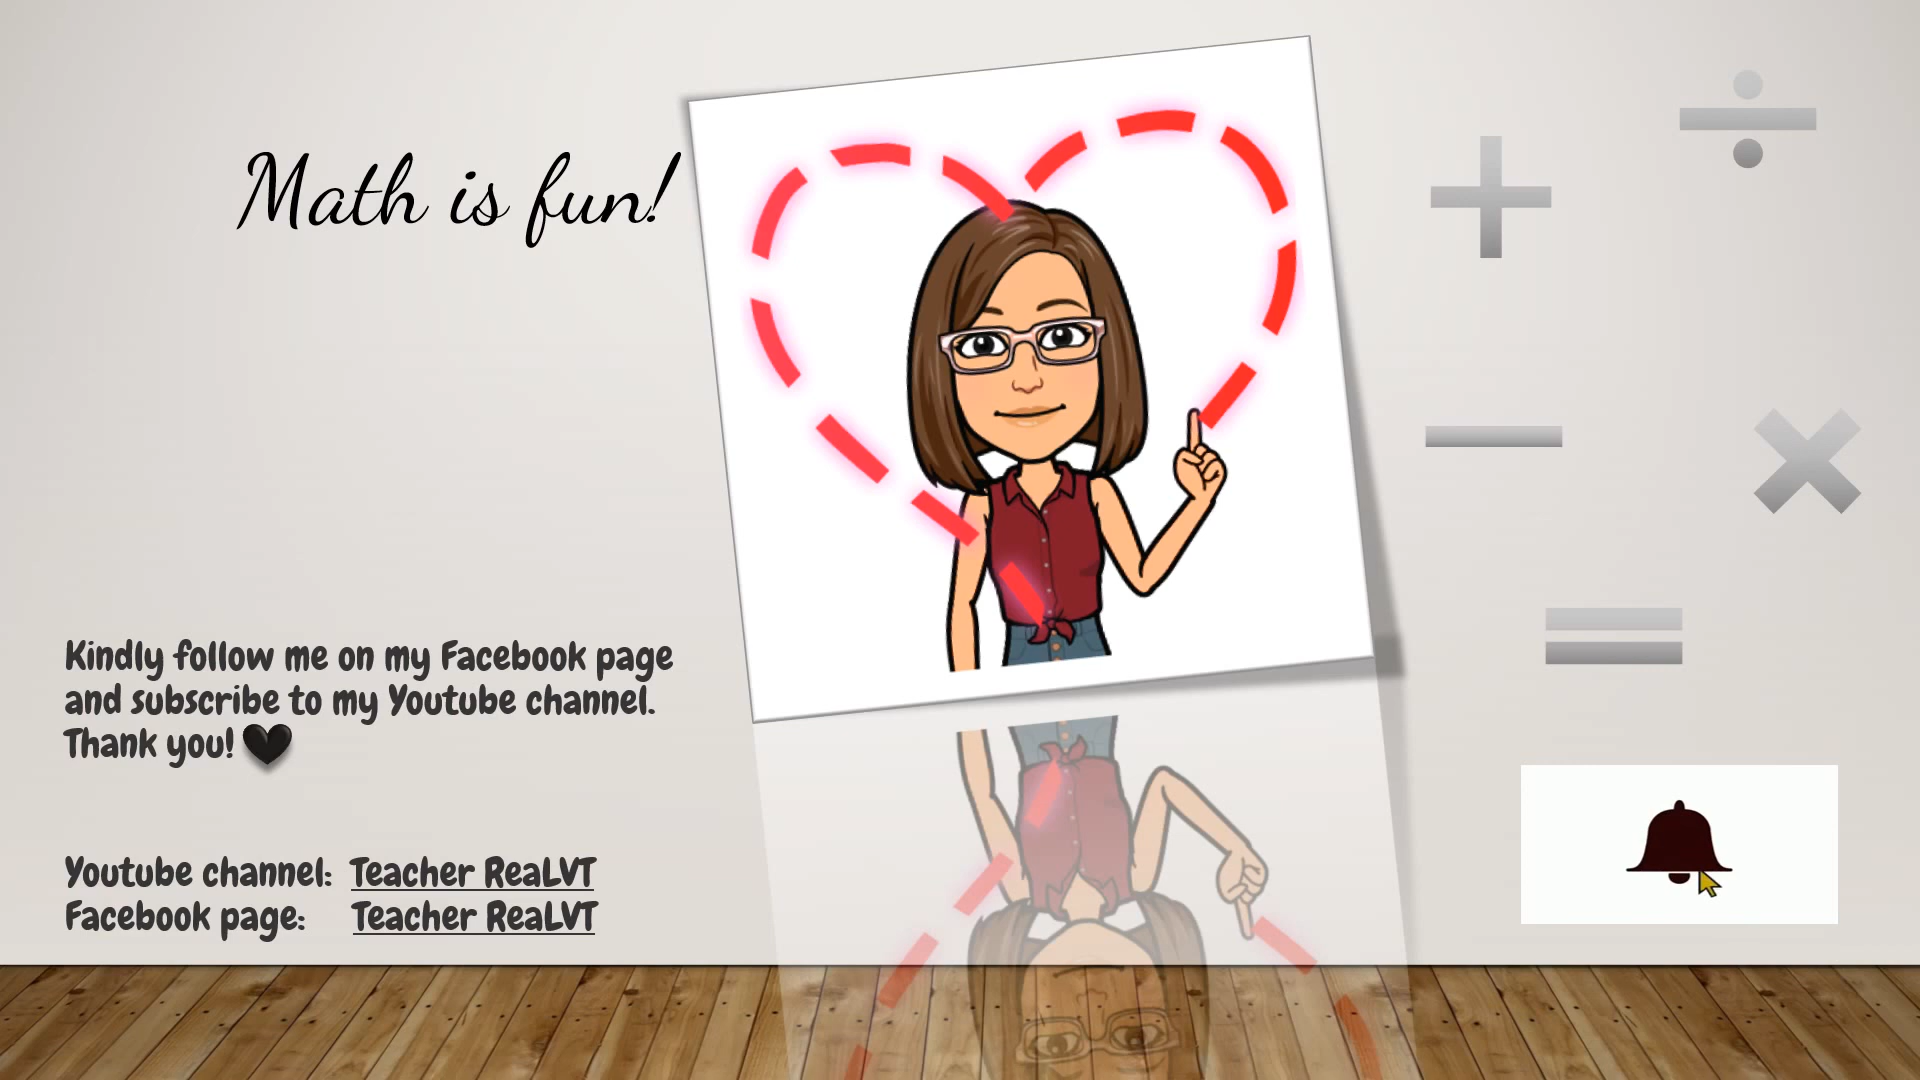 Math is fun!
Kindly follow me on my Facebook page
and subscribe to my Youtube channel.
Thank you! 🖤
Youtube channel: Teacher ReaLVT
Facebook page: Teacher ReaLVT